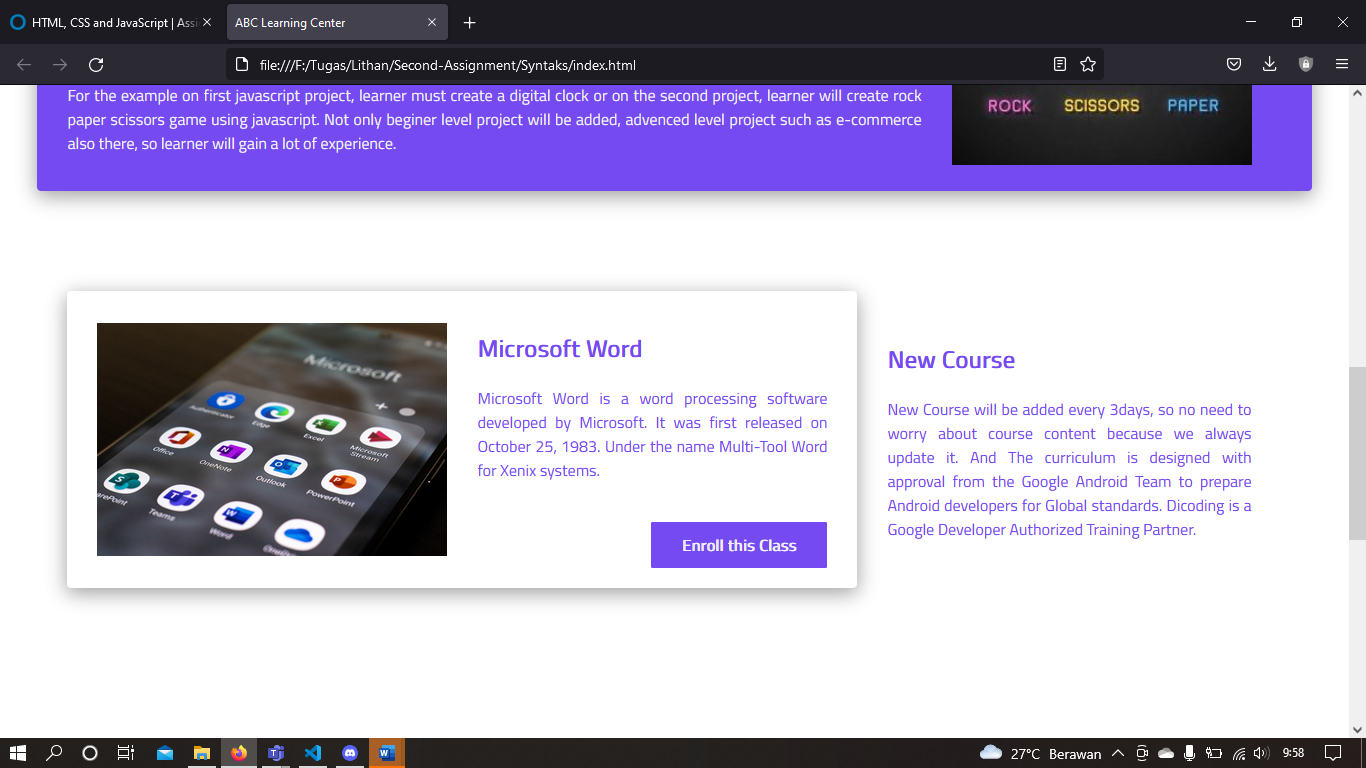 HTML, CSS and JavaScript | Assi
ABC Learning Center
file:///F:/Tugas/Lithan/Second-Assignment/Syntaks/index.html
For the example on first javascript project, learner must create a digital clock or on the second project, learner will create rock
paper scissors game using javascript. Not only beginer level project will be added, advenced level project such as e-commerce
also there, so learner will gain a lot of experience.
ROCK SCISSORS PAPER
Microsoft
Authenticator
Edge
Excel
Microsoft
Stream
Office
OneNote
Outlook
PowerPoint
arePoint
Teams
Word
Microsoft Word
Microsoft Word is a word processing software
developed by Microsoft. It was first released on
October 25, 1983. Under the name Multi-Tool Word
for Xenix systems.
Enroll this Class
New Course
New Course will be added every 3days, so no need to
worry about course content because we always
update it. And The curriculum is designed with
approval from the Google Android Team to prepare
Android developers for Global standards. Dicoding is a
Google Developer Authorized Training Partner.
27°C Berawan
9:58